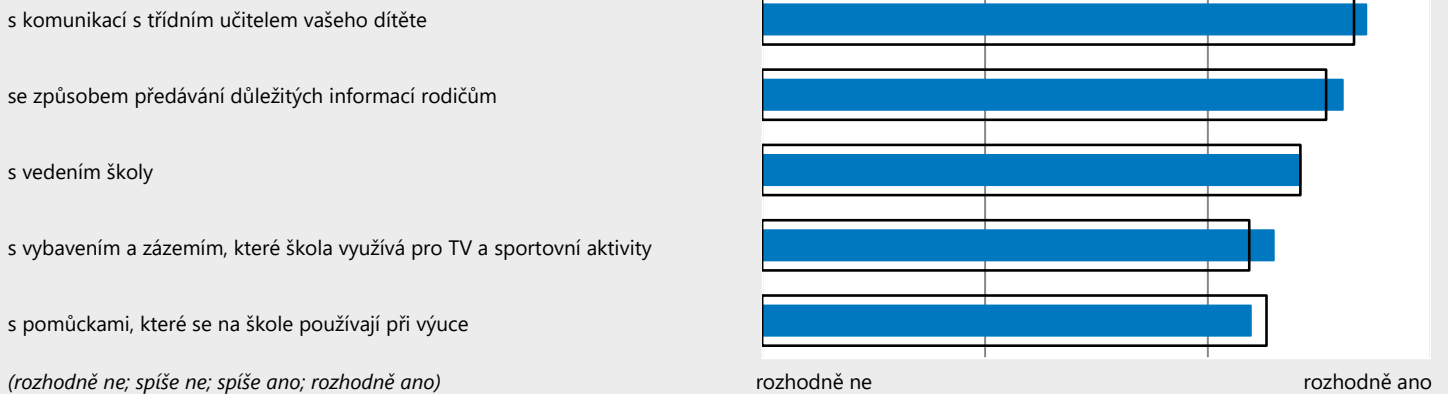 s komunikací s třídním učitelem vašeho dítěte
se způsobem předávání důležitých informací rodičům
s vedením školy
s vybavením a zázemím, které škola využívá pro TV a sportovní aktivity
s pomůckami, které se na škole používají při výuce
(rozhodně ne; spíše ne; spíše ano; rozhodně ano)
rozhodně ne
rozhodně ano